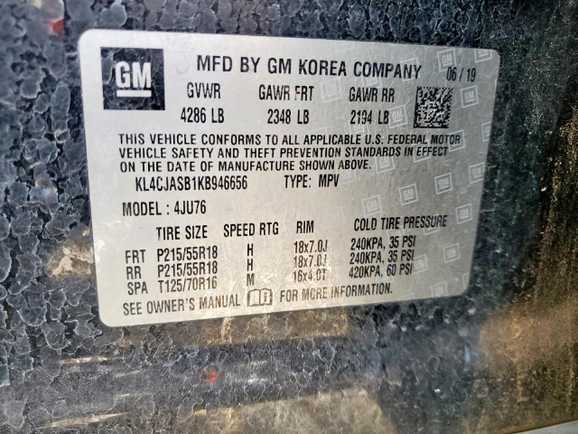 GM
MFD BY GM KOREA COMPANY 06/19
GVWR GAWR FRT GAWR RR
4286 LB 2348 LB 2194 LB
THIS VEHICLE CONFORMS TO ALL APPLICABLE U.S. FEDERAL MOTOR
VEHICLE SAFETY AND THEFT PREVENTION STANDARDS IN EFFECT
ON THE DATE OF MANUFACTURE SHOWN ABOVE.
KL4CJASB1KB946656 TYPE: MPV
MODEL: 4JU76
TIRE SIZE SPEED RTG RIM COLD TIRE PRESSURE
FRT P215/55R18 H 18x7.0J 240KPA, 35 PSI
RR P215/55R18 H 18x7.0J 240KPA, 35 PSI
SPA T125/70R16 M 16x4.0T 420KPA, 60 PSI
SEE OWNER'S MANUAL FOR MORE INFORMATION.